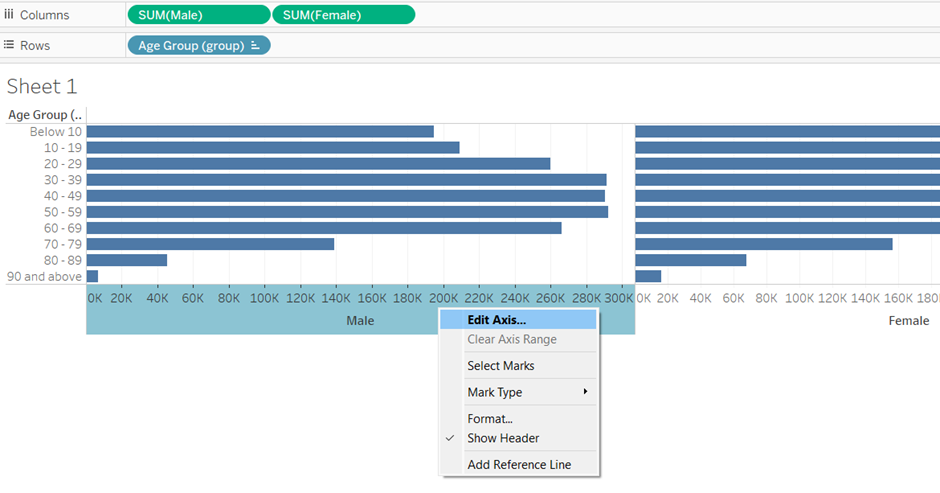 Columns SUM(Male) SUM(Female)
Rows Age Group (group)
Sheet 1
Age Group (..
Below 10
10 - 19
20 - 29
30 - 39
40 - 49
50 - 59
60 - 69
70 - 79
80 - 89
90 and above
0K 20K 40K 60K 80K 100K 120K 140K 160K 180K 200K 220K 240K 260K 280K 300K 0K 20K 40K 60K 80K 100K 120K 140K 160K 180
Male Female
Edit Axis...
Clear Axis Range
Select Marks
Mark Type
Format...
Show Header
Add Reference Line